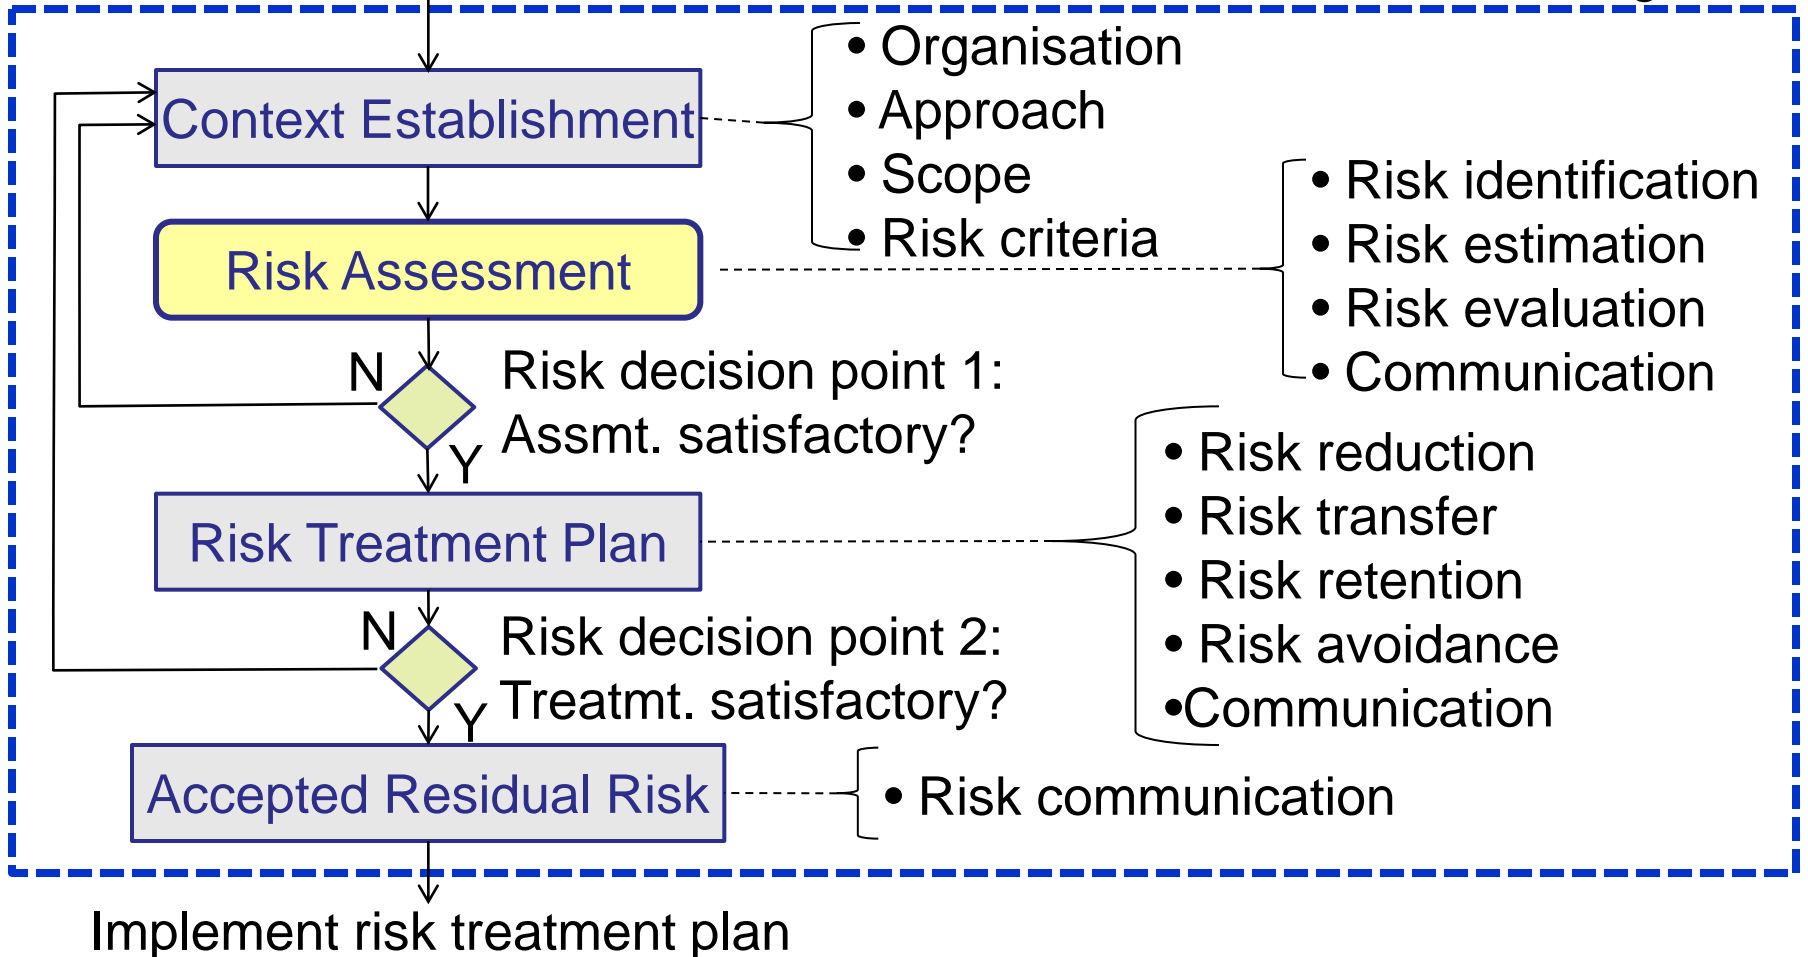 • Organisation
• Approach
• Scope
• Risk criteria
Context Establishment
• Risk identification
• Risk estimation
• Risk evaluation
• Communication
Risk Assessment
N
Risk decision point 1:
Assmt. satisfactory?
Y
• Risk reduction
• Risk transfer
• Risk retention
• Risk avoidance
•Communication
Risk Treatment Plan
N
Risk decision point 2:
Treatmt. satisfactory?
Y
Accepted Residual Risk
• Risk communication
Implement risk treatment plan